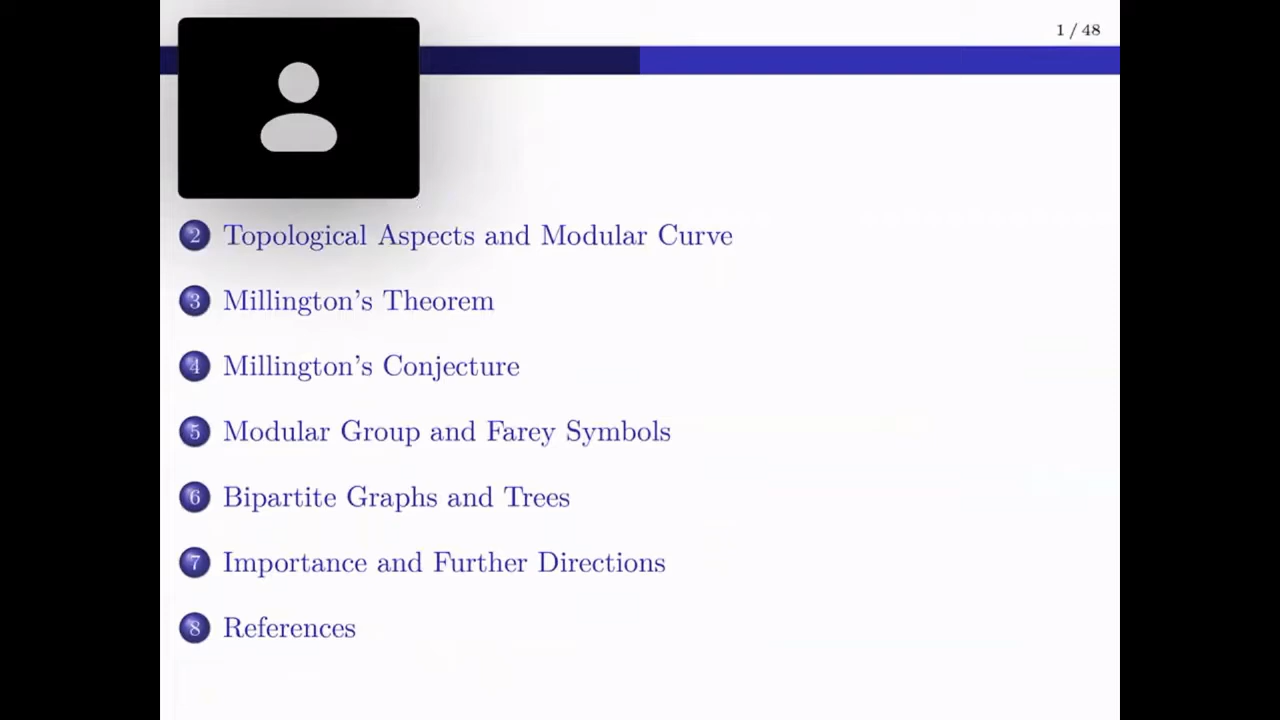 1 / 48
2 Topological Aspects and Modular Curve
3 Millington's Theorem
4 Millington's Conjecture
5 Modular Group and Farey Symbols
6 Bipartite Graphs and Trees
7 Importance and Further Directions
8 References